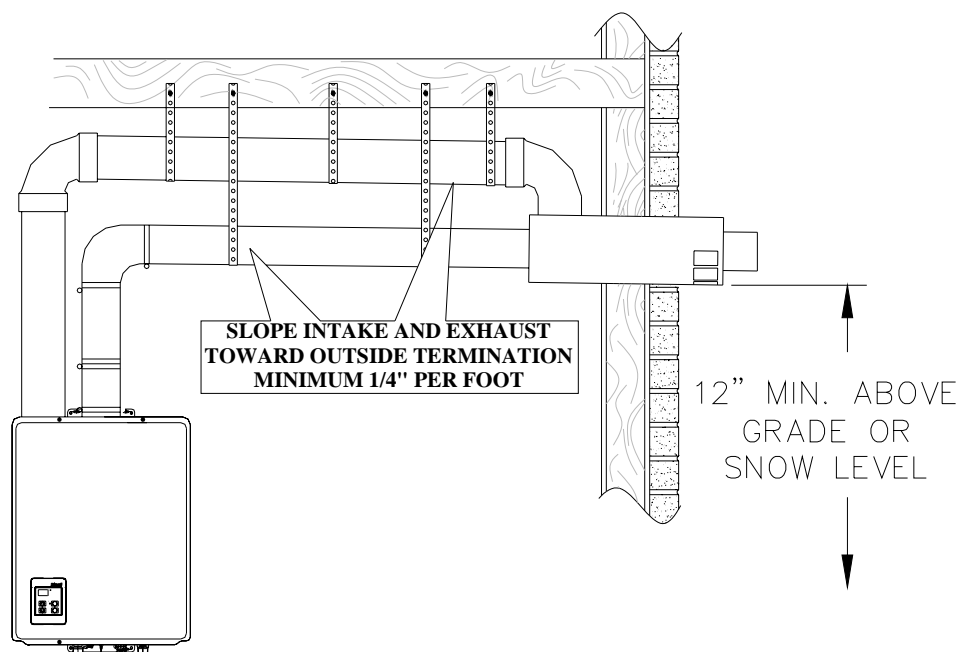 SLOPE INTAKE AND EXHAUST
TOWARD OUTSIDE TERMINATION
MINIMUM 1/4" PER FOOT
12” MIN. ABOVE
GRADE OR
SNOW LEVEL